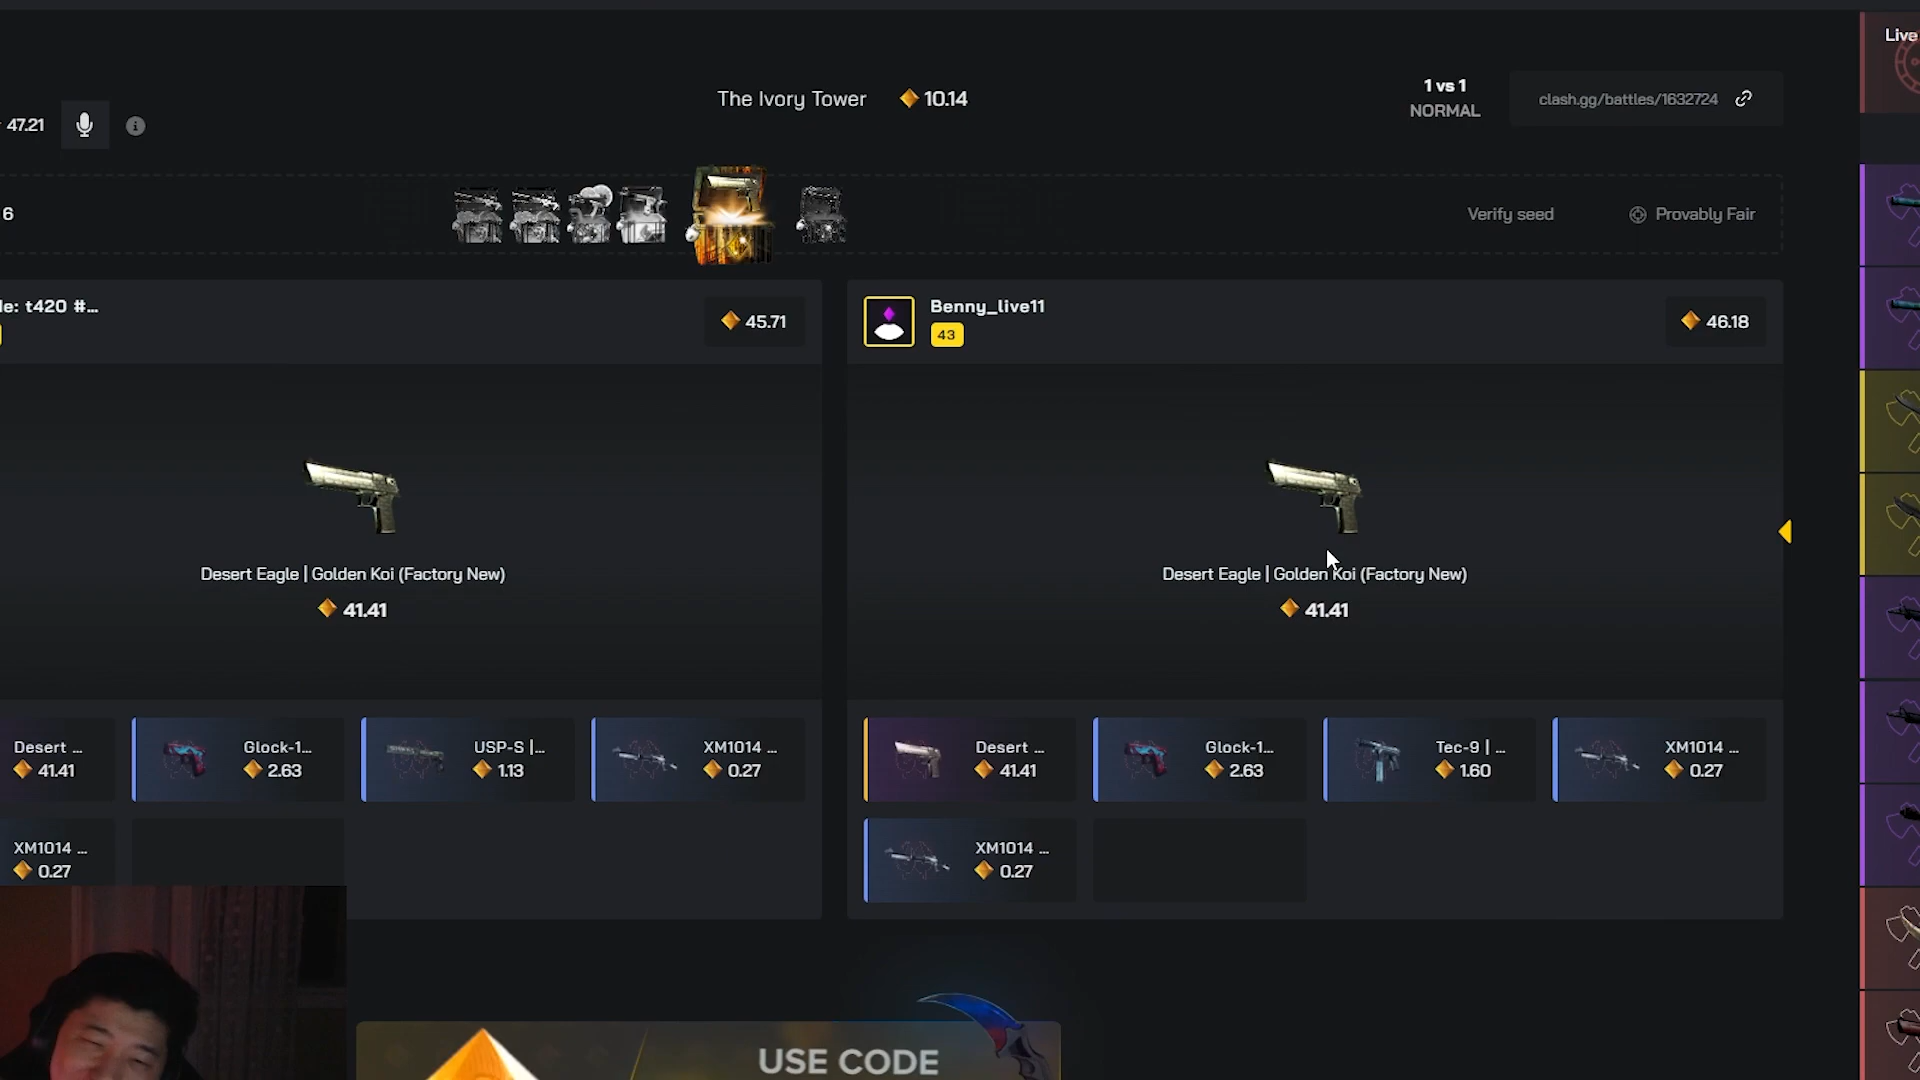 Live
The Ivory Tower 10.14
1 vs 1
NORMAL
clash.gg/battles/1632724
47.21
6
Verify seed
Provably Fair
le: t420 #...
45.71
Benny_live11
43
46.18
Desert Eagle | Golden Koi (Factory New)
41.41
Desert Eagle | Golden Koi (Factory New)
41.41
Desert ...
41.41
Glock-1...
2.63
USP-S |...
1.13
XM1014 ...
0.27
XM1014 ...
0.27
Desert ...
41.41
Glock-1...
2.63
Tec-9 | ...
1.60
XM1014 ...
0.27
XM1014 ...
0.27
USE CODE